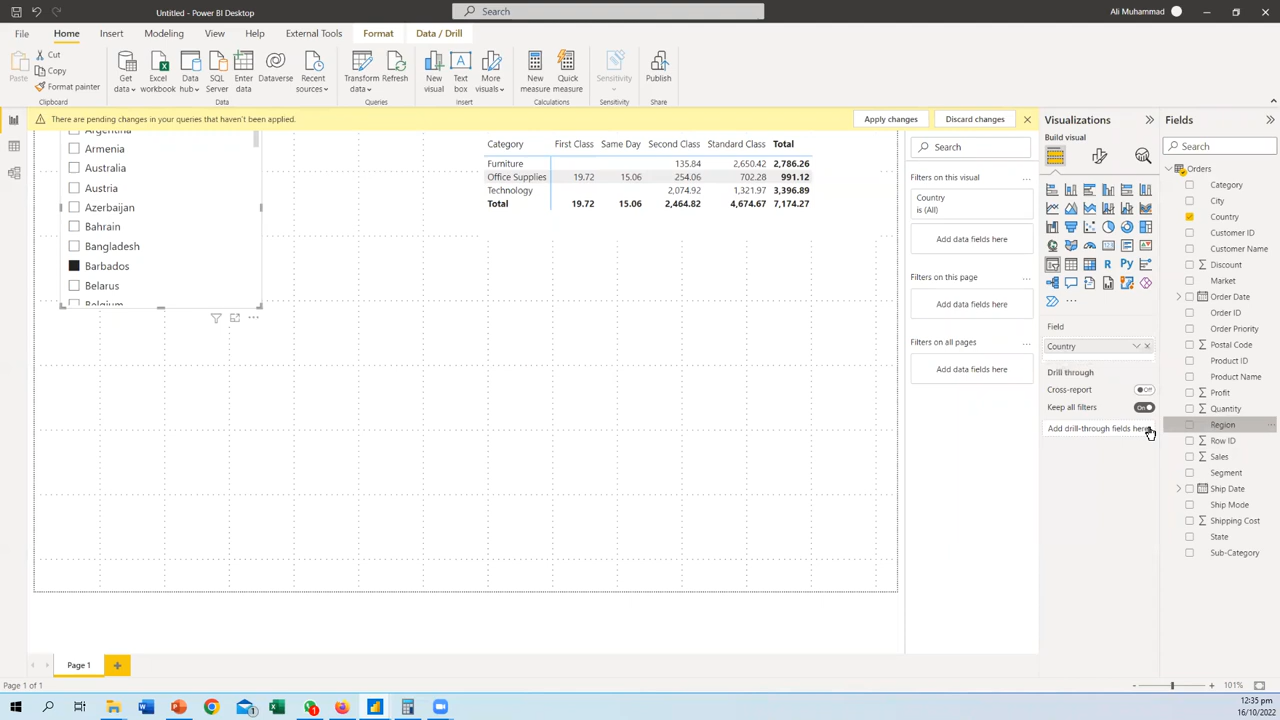 Untitled - Power BI Desktop
Search
Ali Muhammad
File
Home
Insert
Modeling
View
Help
External Tools
Format
Data / Drill
Paste
Cut
Copy
Format painter
Get data
Excel workbook
Data hub
SQL Server
Enter data
Dataverse
Recent sources
Transform data
Refresh
New visual
Text box
More visuals
New measure
Quick measure
Sensitivity
Publish
Clipboard
Data
Queries
Insert
Calculations
Sensitivity
Share
There are pending changes in your queries that haven't been applied.
Apply changes
Discard changes
Argentina
Armenia
Australia
Austria
Azerbaijan
Bahrain
Bangladesh
Barbados
Belarus
Belgium
Category First Class Same Day Second Class Standard Class Total
Furniture 135.84 2,650.42 2,786.26
Office Supplies 19.72 15.06 254.06 702.28 991.12
Technology 2,074.92 1,321.97 3,396.89
Total 19.72 15.06 2,464.82 4,674.67 7,174.27
Search
Filters on this visual
Country
is (All)
Add data fields here
Filters on this page
Add data fields here
Filters on all pages
Add data fields here
Visualizations
Build visual
R
Py
123
Field
Country
Drill through
Cross-report
Off
Keep all filters
On
Add drill-through fields here
Fields
Search
Orders
Category
City
Country
Customer ID
Customer Name
Discount
Market
Order Date
Order ID
Order Priority
Postal Code
Product ID
Product Name
Profit
Quantity
Region
Row ID
Sales
Segment
Ship Date
Ship Mode
Shipping Cost
State
Sub-Category
Page 1
Page 1 of 1
101%
12:35 pm
16/10/2022